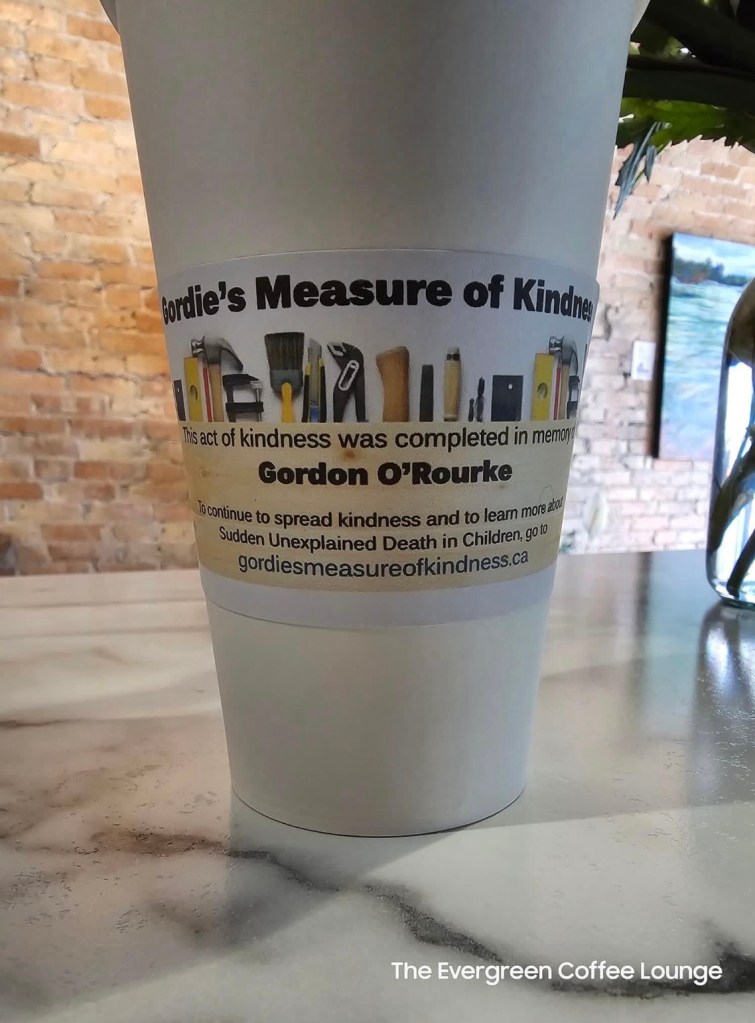 Gordie's Measure of Kindnes
This act of kindness was completed in memory
Gordon O'Rourke
To continue to spread kindness and to learn more about
Sudden Unexplained Death in Children, go to
gordiesmeasureofkindness.ca
The Evergreen Coffee Lounge